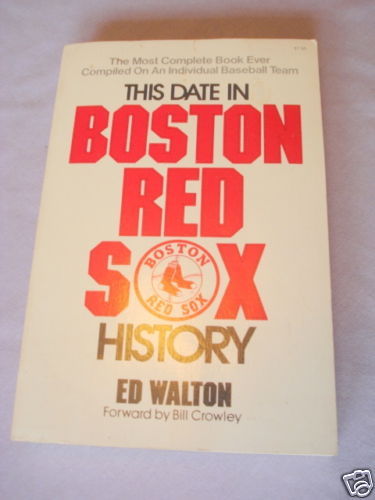 The Most Complete Book Ever
Compiled On An Individual Baseball Team
THIS DATE IN
BOSTON
RED
SOX
BOSTON
RED SOX
HISTORY
ED WALTON
Forward by Bill Crowley